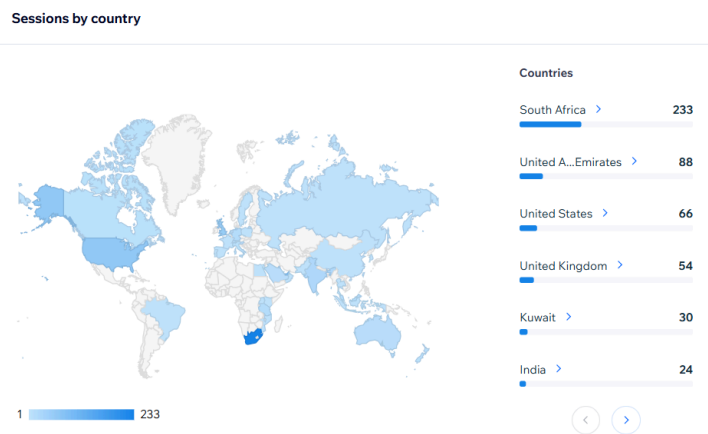 Sessions by country
Countries
South Africa 233
United A...Emirates 88
United States 66
United Kingdom 54
Kuwait 30
India 24
1 233